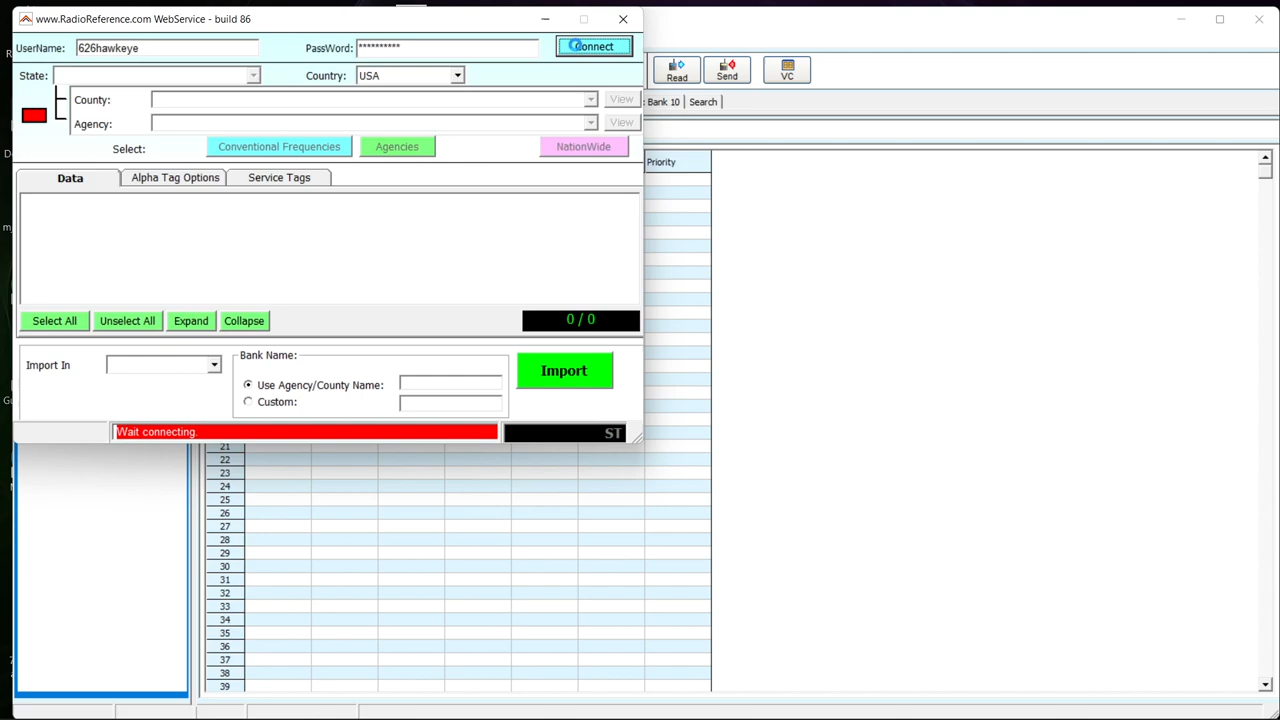 www.RadioReference.com WebService - build 86
UserName: 626hawkeye PassWord: ********** Connect
State: Country: USA
County: View
Agency: View
Select: Conventional Frequencies Agencies NationWide
Data Alpha Tag Options Service Tags
Select All Unselect All Expand Collapse 0 / 0
Import In
Bank Name:
Use Agency/County Name:
Custom:
Import
Wait connecting. ST
Read Send VC
Bank 10 Search
Priority
21
22
23
24
25
26
27
28
29
30
31
32
33
34
35
36
37
38
39